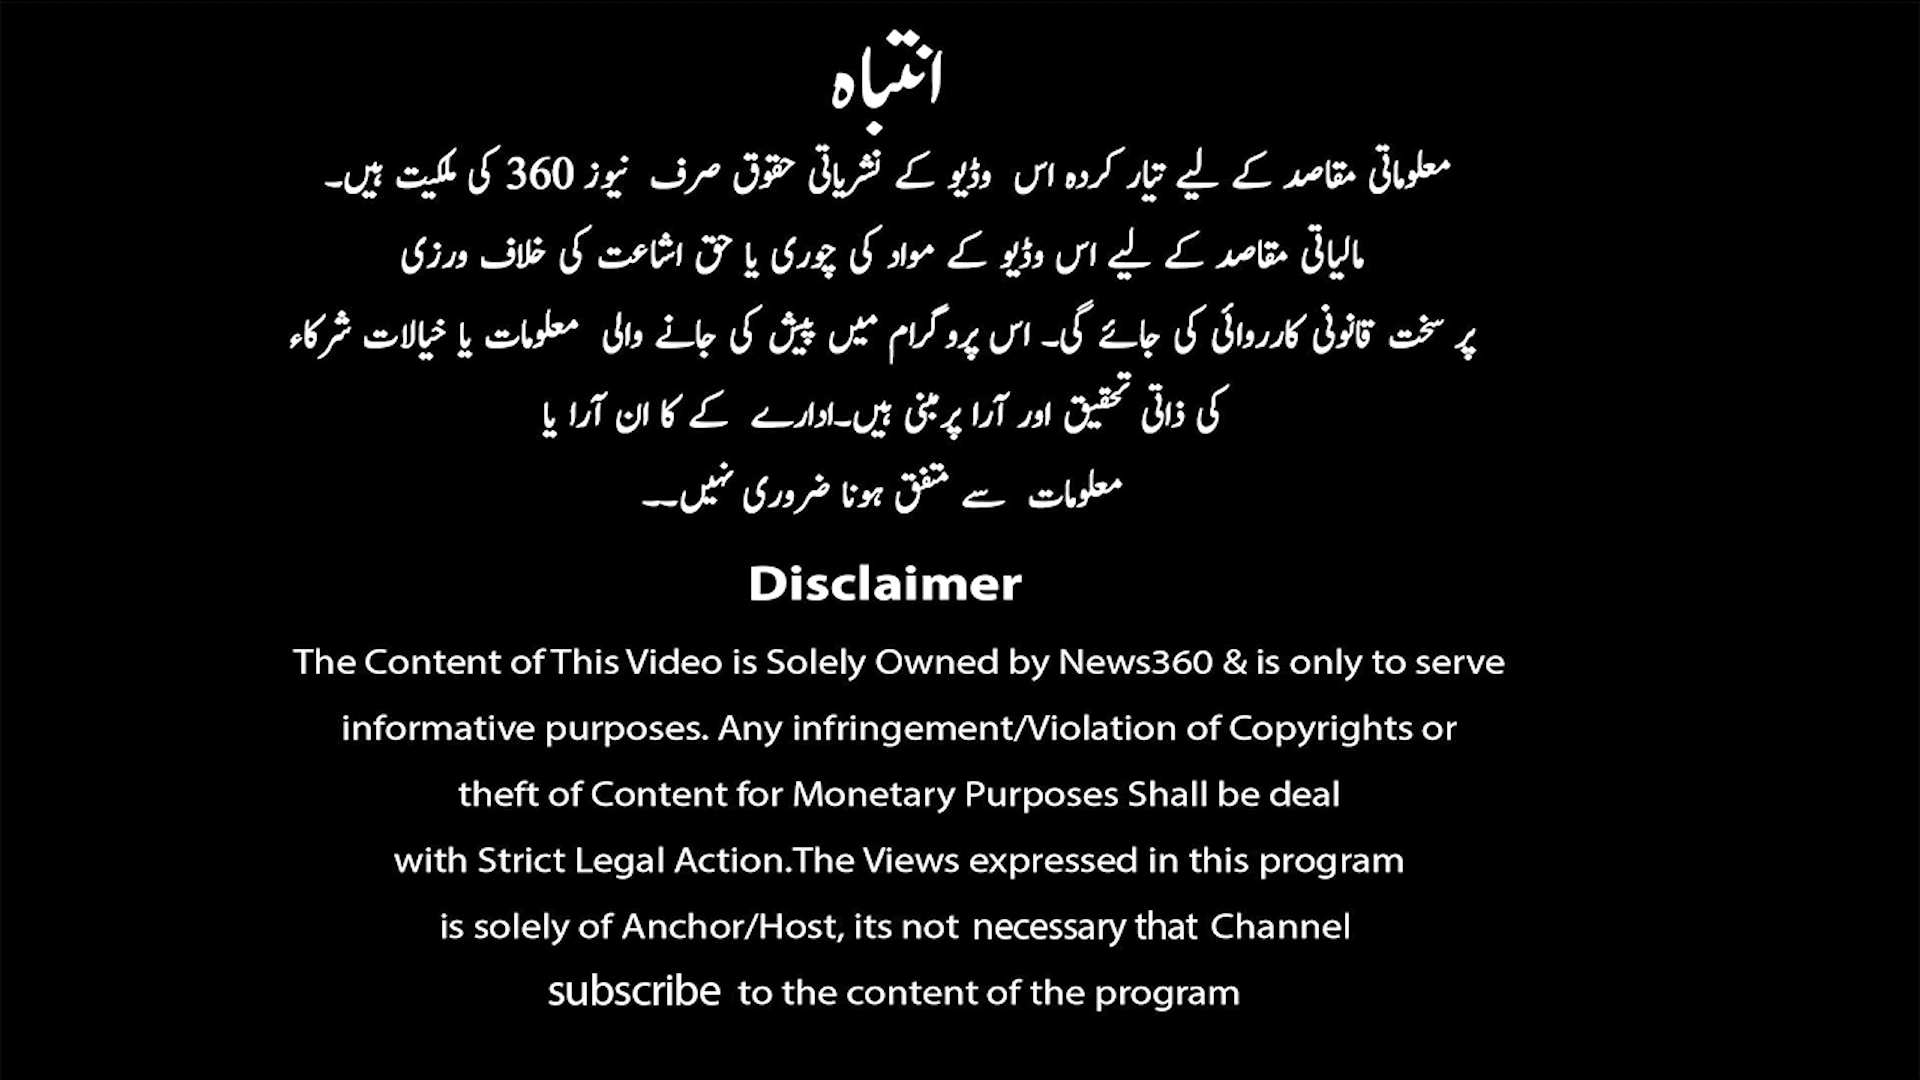 انتباہ
معلوماتی مقاصد کے لیے تیار کردہ اس وڈیو کے نشریاتی حقوق صرف نیوز 360 کی ملکیت ہیں۔
مالیاتی مقاصد کے لیے اس وڈیو کے مواد کی چوری یا حق اشاعت کی خلاف ورزی
پر سخت قانونی کارروائی کی جائے گی۔ اس پروگرام میں پیش کی جانے والی معلومات یا خیالات شرکاء
کی ذاتی تحقیق اور آرا پر مبنی ہیں۔ادارے کے کا ان آرا یا
معلومات سے متفق ہونا ضروری نہیں۔۔
Disclaimer
The Content of This Video is Solely Owned by News360 & is only to serve
informative purposes. Any infringement/Violation of Copyrights or
theft of Content for Monetary Purposes Shall be deal
with Strict Legal Action.The Views expressed in this program
is solely of Anchor/Host, its not necessary that Channel
subscribe to the content of the program